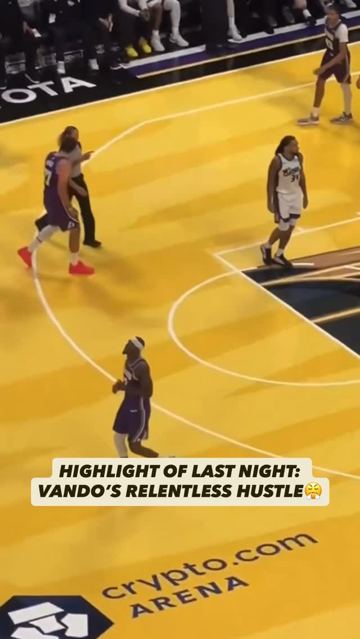 OTA
HIGHLIGHT OF LAST NIGHT:
VANDO'S RELENTLESS HUSTLE😤
crypto.com
ARENA